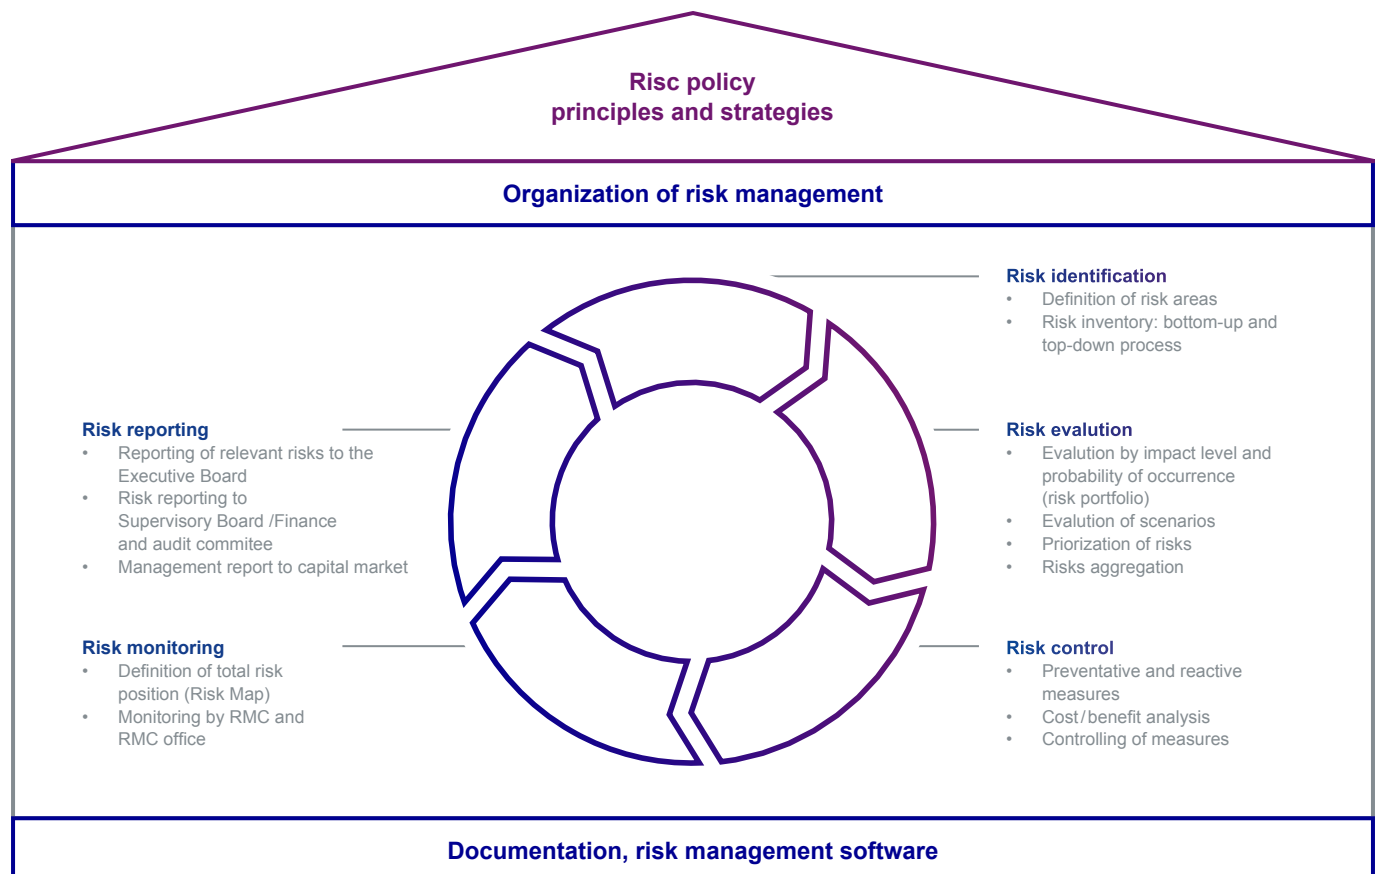 Risc policy
principles and strategies
Organization of risk management
Risk identification
• Definition of risk areas
• Risk inventory: bottom-up and
top-down process
Risk evalution
• Evalution by impact level and
probability of occurrence
(risk portfolio)
• Evalution of scenarios
• Priorization of risks
• Risks aggregation
Risk control
• Preventative and reactive
measures
• Cost/benefit analysis
• Controlling of measures
Risk reporting
• Reporting of relevant risks to the
Executive Board
• Risk reporting to
Supervisory Board /Finance
and audit commitee
• Management report to capital market
Risk monitoring
• Definition of total risk
position (Risk Map)
• Monitoring by RMC and
RMC office
Documentation, risk management software